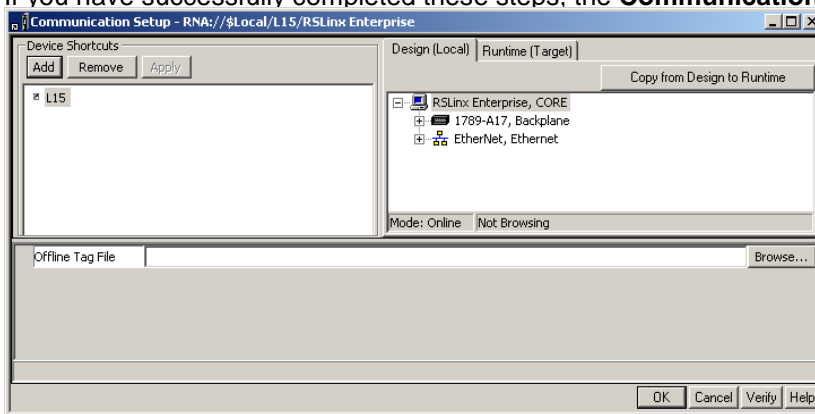 If you have successfully completed these steps, the Communication
Communication Setup - RNA://$Local/L15/RSLinx Enterprise
Device Shortcuts
Add Remove Apply
L15
Design (Local) Runtime (Target)
Copy from Design to Runtime
RSLinx Enterprise, CORE
1789-A17, Backplane
EtherNet, Ethernet
Mode: Online Not Browsing
Offline Tag File Browse...
OK Cancel Verify Help